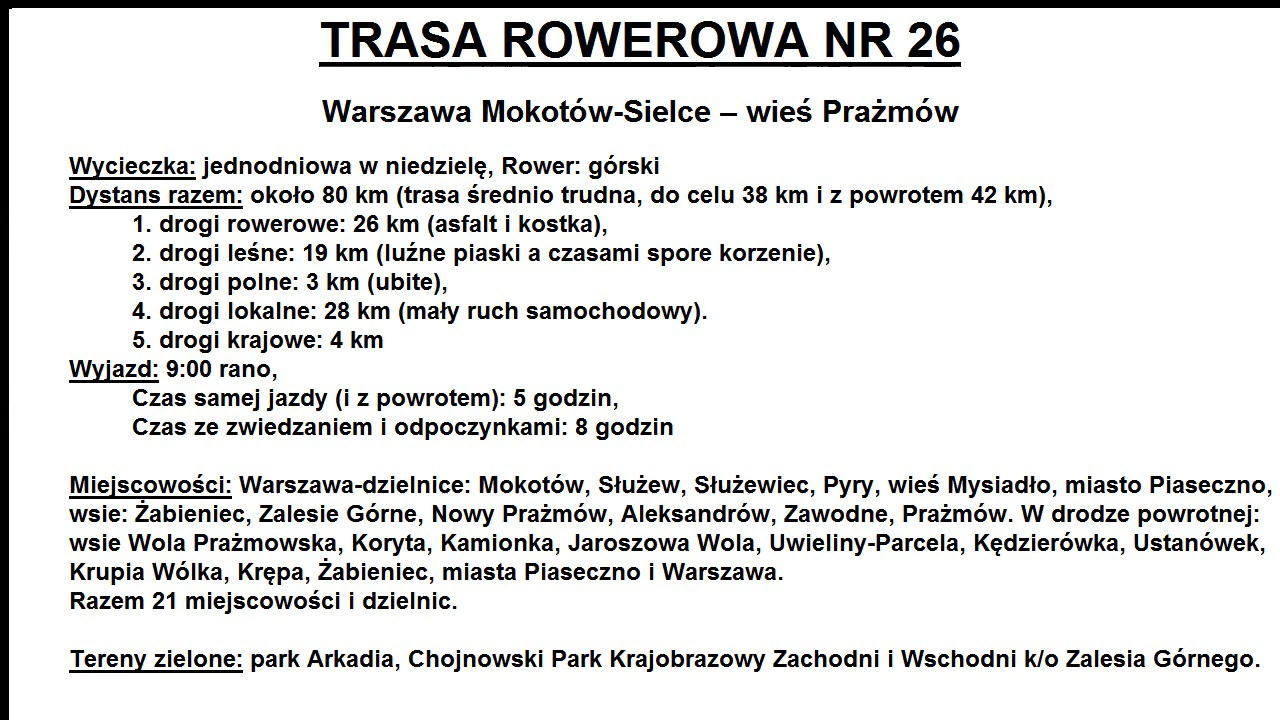 TRASA ROWEROWA NR 26
Warszawa Mokotów-Sielce – wieś Prażmów
Wycieczka: jednodniowa w niedzielę, Rower: górski
Dystans razem: około 80 km (trasa średnio trudna, do celu 38 km i z powrotem 42 km),
1. drogi rowerowe: 26 km (asfalt i kostka),
2. drogi leśne: 19 km (luźne piaski a czasami spore korzenie),
3. drogi polne: 3 km (ubite),
4. drogi lokalne: 28 km (mały ruch samochodowy).
5. drogi krajowe: 4 km
Wyjazd: 9:00 rano,
Czas samej jazdy (i z powrotem): 5 godzin,
Czas ze zwiedzaniem i odpoczynkami: 8 godzin
Miejscowości: Warszawa-dzielnice: Mokotów, Służew, Służewiec, Pyry, wieś Mysiadło, miasto Piaseczno,
wsie: Żabieniec, Zalesie Górne, Nowy Prażmów, Aleksandrów, Zawodne, Prażmów. W drodze powrotnej:
wsie Wola Prażmowska, Koryta, Kamionka, Jaroszowa Wola, Uwieliny-Parcela, Kędzierówka, Ustanówek,
Krupia Wólka, Krępa, Żabieniec, miasta Piaseczno i Warszawa.
Razem 21 miejscowości i dzielnic.
Tereny zielone: park Arkadia, Chojnowski Park Krajobrazowy Zachodni i Wschodni k/o Zalesia Górnego.